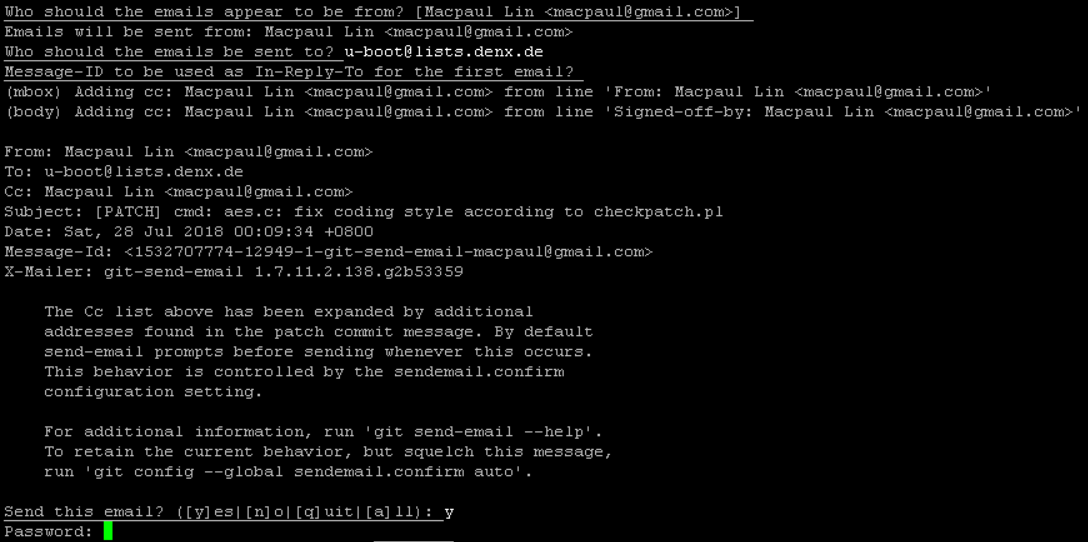 Who should the emails appear to be from? [Macpaul Lin <macpaul@gmail.com>]
Emails will be sent from: Macpaul Lin <macpaul@gmail.com>
Who should the emails be sent to? u-boot@lists.denx.de
Message-ID to be used as In-Reply-To for the first email?
(mbox) Adding cc: Macpaul Lin <macpaul@gmail.com> from line 'From: Macpaul Lin <macpaul@gmail.com>'
(body) Adding cc: Macpaul Lin <macpaul@gmail.com> from line 'Signed-off-by: Macpaul Lin <macpaul@gmail.com>'
From: Macpaul Lin <macpaul@gmail.com>
To: u-boot@lists.denx.de
Cc: Macpaul Lin <macpaul@gmail.com>
Subject: [PATCH] cmd: aes.c: fix coding style according to checkpatch.pl
Date: Sat, 28 Jul 2018 00:09:34 +0800
Message-Id: <1532707774-12949-1-git-send-email-macpaul@gmail.com>
X-Mailer: git-send-email 1.7.11.2.138.g2b53359
The Cc list above has been expanded by additional
addresses found in the patch commit message. By default
send-email prompts before sending whenever this occurs.
This behavior is controlled by the sendemail.confirm
configuration setting.
For additional information, run 'git send-email --help'.
To retain the current behavior, but squelch this message,
run 'git config --global sendemail.confirm auto'.
Send this email? ([y]es|[n]o|[q]uit|[a]ll): y
Password: